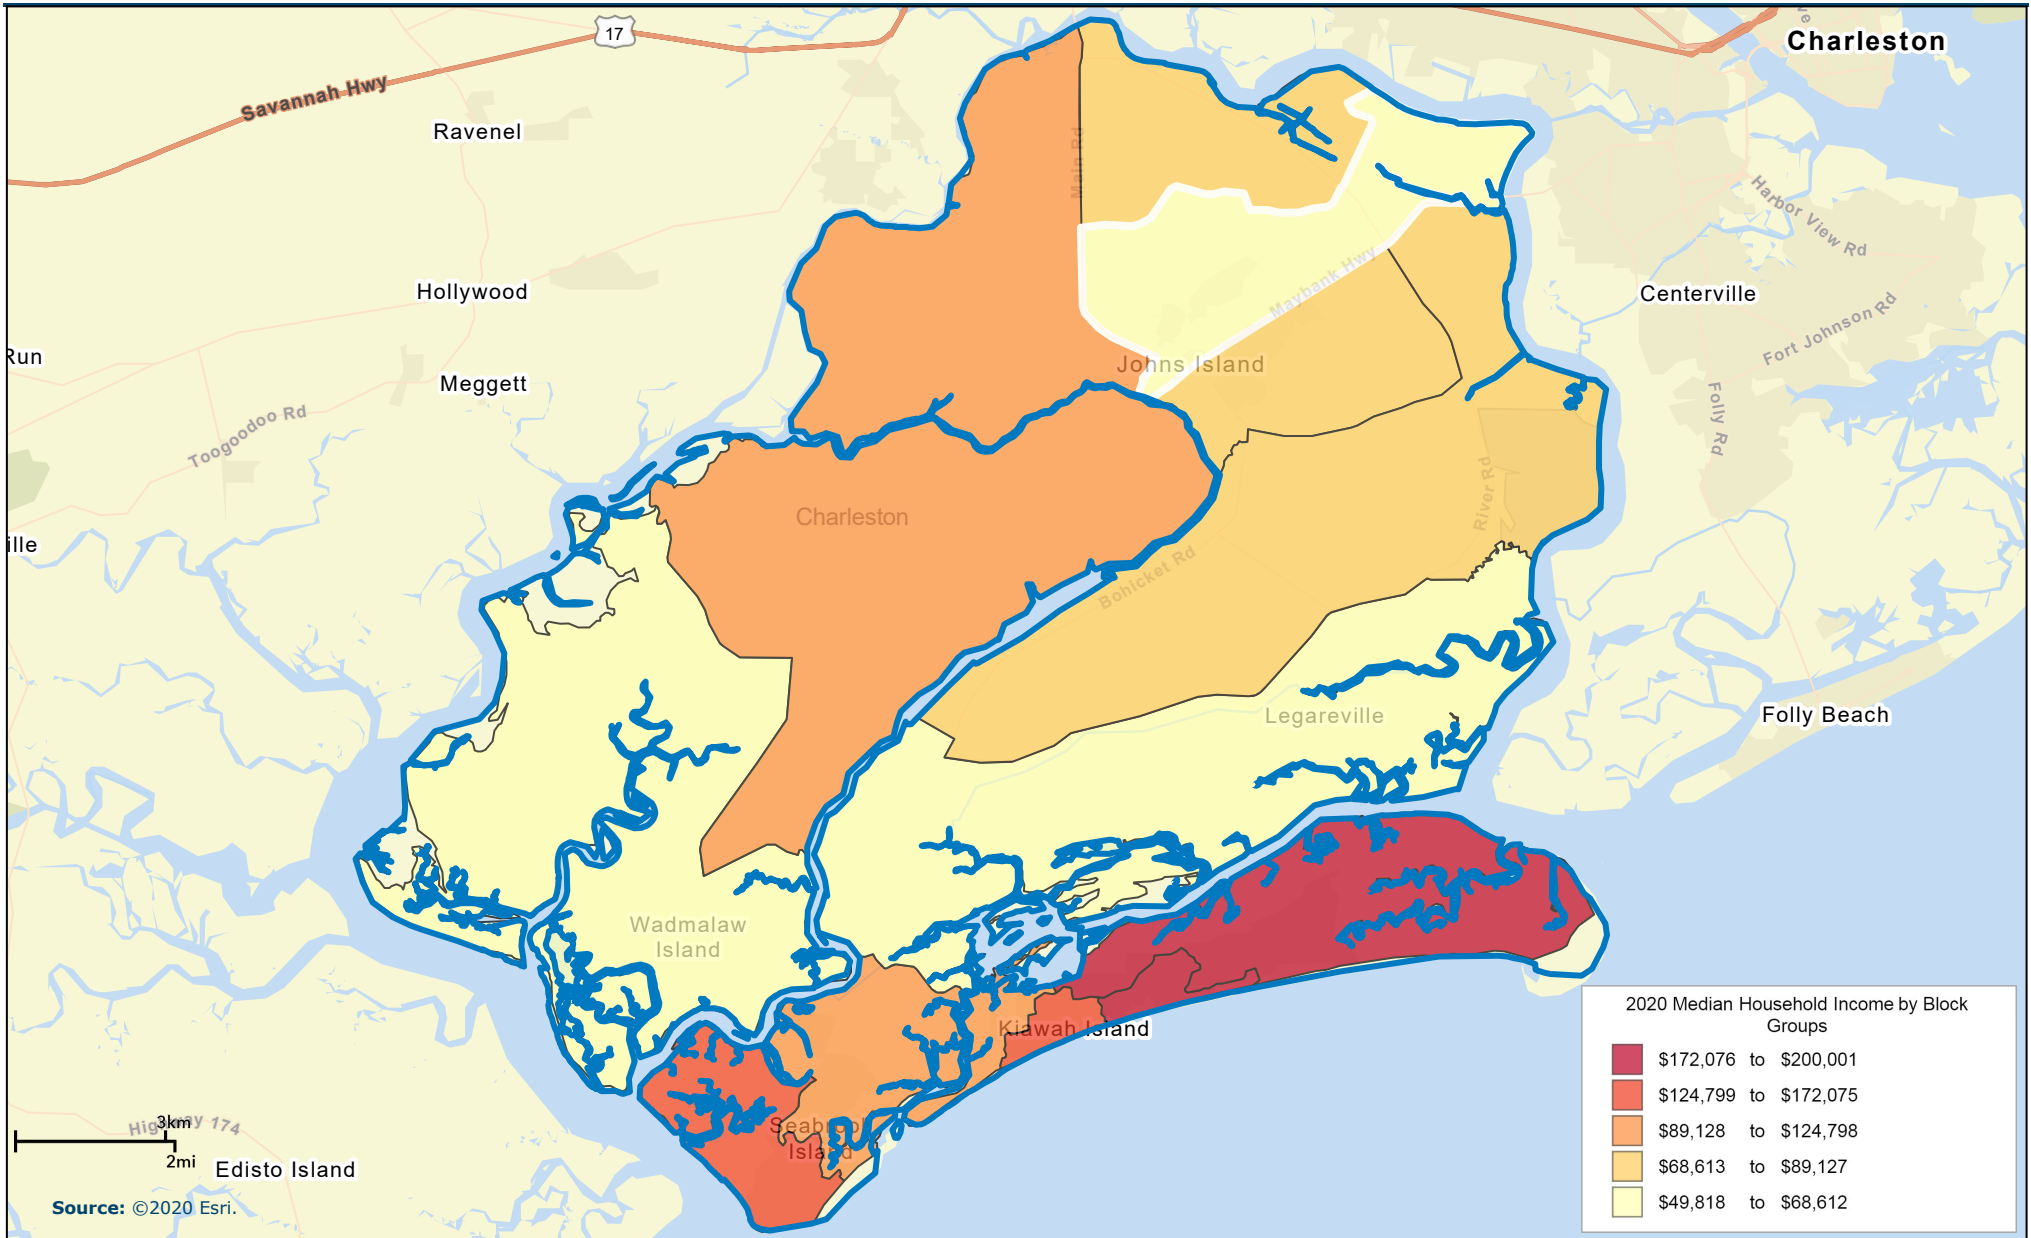 17
Charleston
Savannah Hwy
Ravenel
Main Rd
Harbor View Rd
Hollywood
Maybank Hwy
Centerville
Fort Johnson Rd
Run
Johns Island
Meggett
Toogoodoo Rd
Folly Rd
River Rd
Charleston
ille
Bohicket Rd
Legareville
Folly Beach
Wadmalaw
Island
Kiawah Island
Seabrook
Island
Highway 174
3km
2mi
Edisto Island
Source: ©2020 Esri.
2020 Median Household Income by Block
Groups
$172,076 to $200,001
$124,799 to $172,075
$89,128 to $124,798
$68,613 to $89,127
$49,818 to $68,612